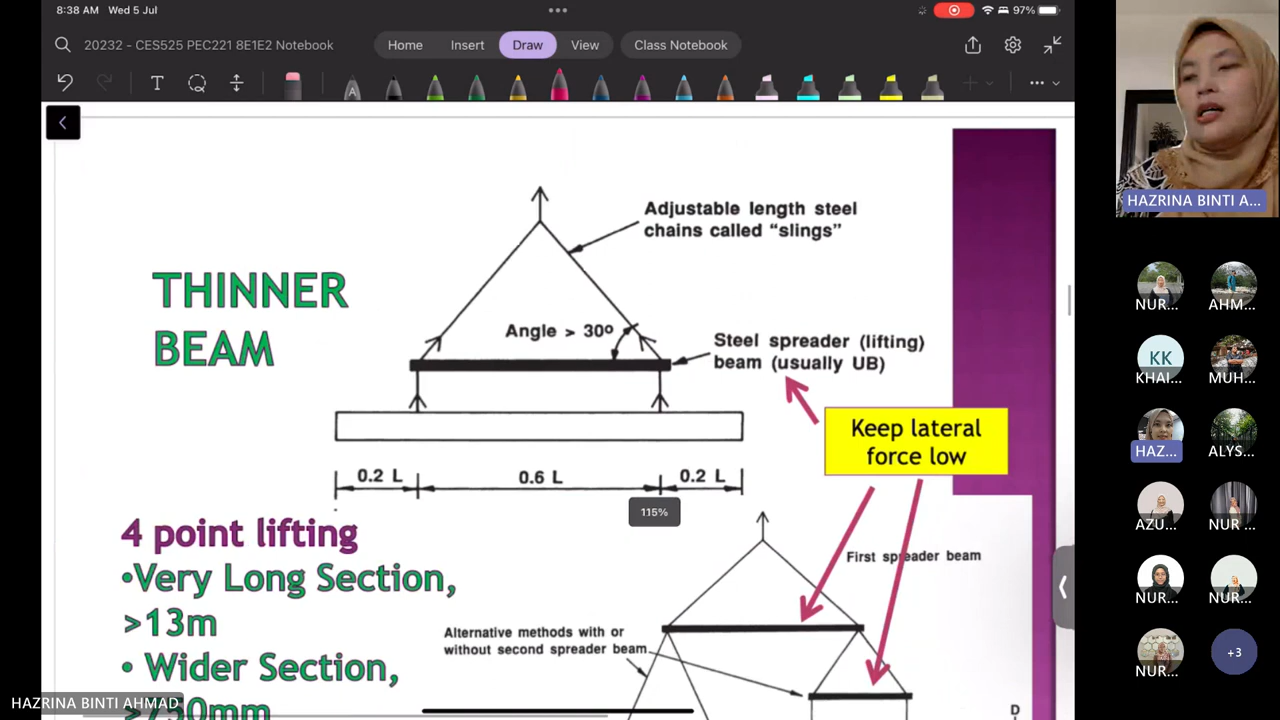 8:38 AM Wed 5 Jul
97%
20232 - CES525 PEC221 8E1E2 Notebook
Home
Insert
Draw
View
Class Notebook
T
A
HAZRINA BINTI A...
Adjustable length steel
chains called "slings"
THINNER
BEAM
Angle > 30º
Steel spreader (lifting)
beam (usually UB)
Keep lateral
force low
0.2 L
0.6 L
0.2 L
115%
4 point lifting
•Very Long Section,
>13m
• Wider Section,
>750mm
First spreader beam
Alternative methods with or
without second spreader beam
D
HAZRINA BINTI AHMAD
NUR...
AHM...
KK
KHAI...
MUH...
HAZ...
ALYS...
AZU...
NUR ...
NUR...
NUR...
NUR...
+3